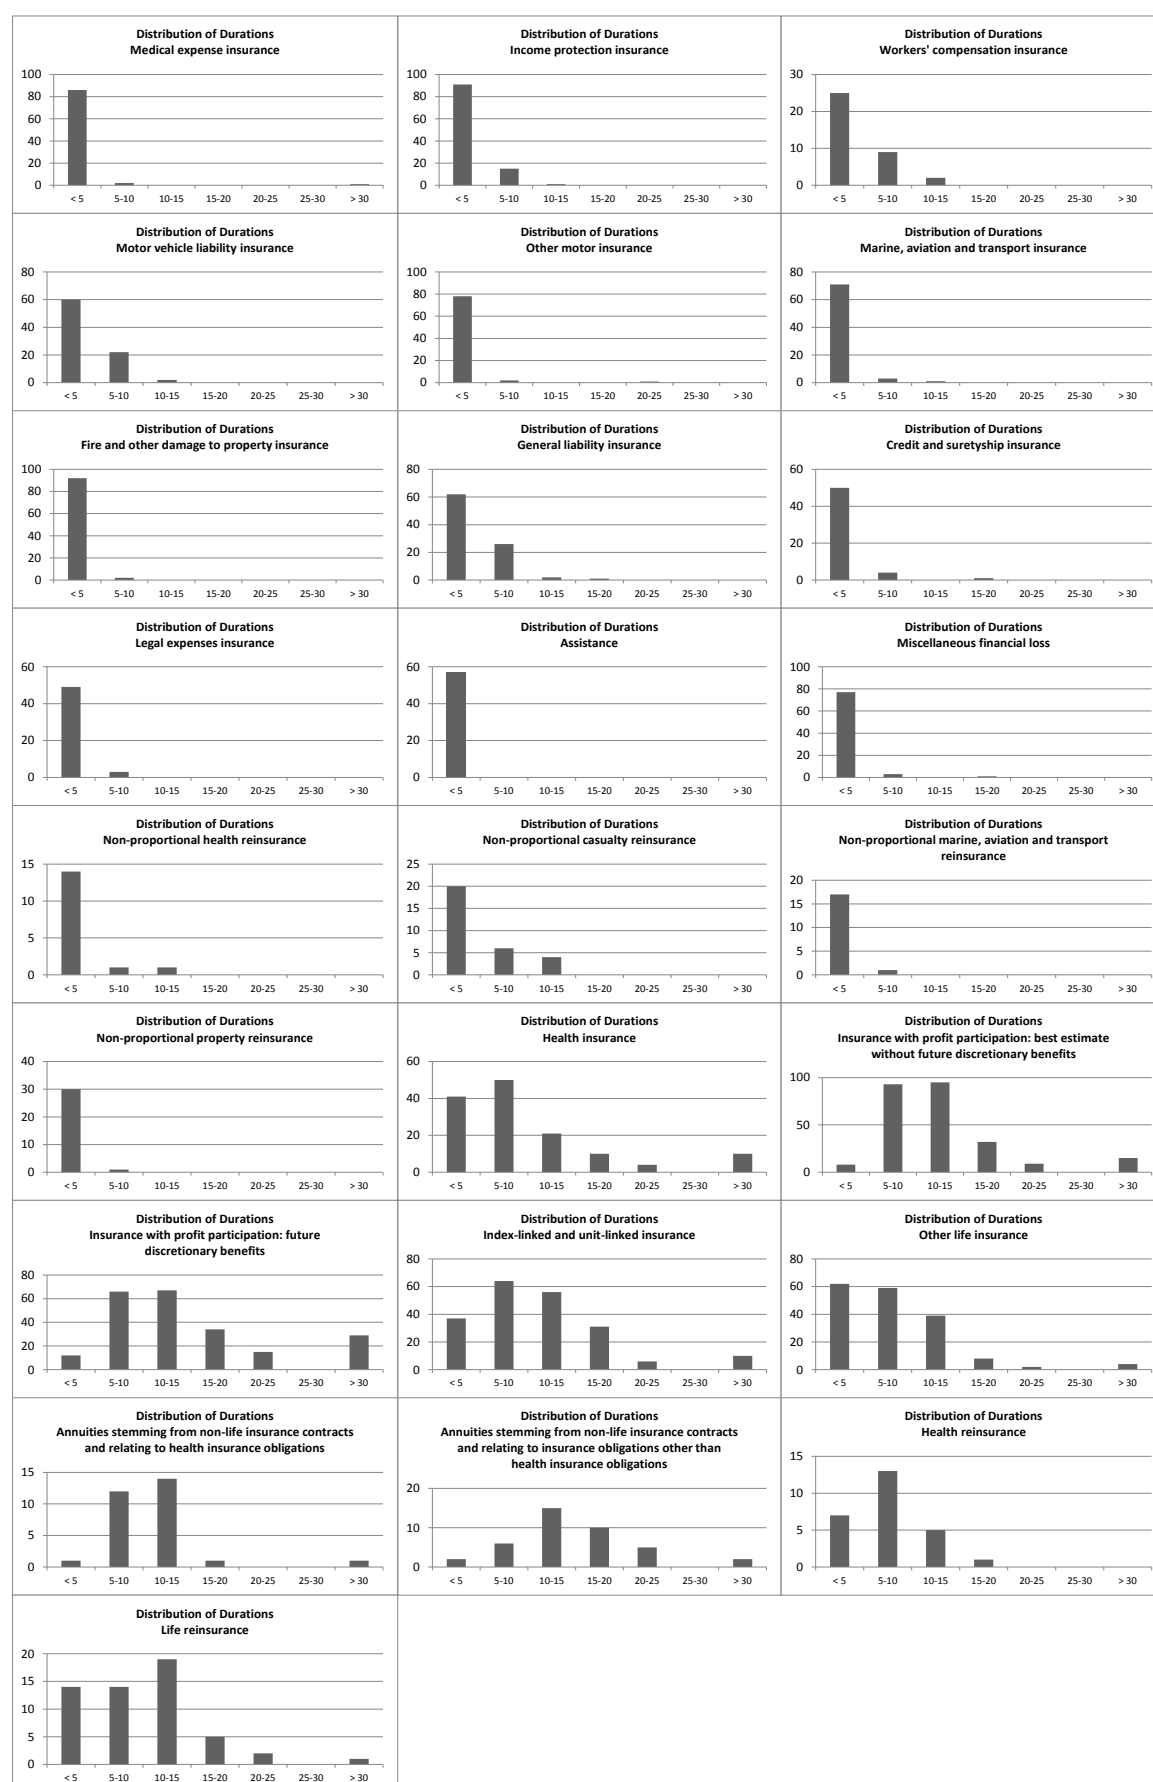 Distribution of Durations
Medical expense insurance
100
80
60
40
20
0
< 5 5-10 10-15 15-20 20-25 25-30 > 30
Distribution of Durations
Income protection insurance
100
80
60
40
20
0
< 5 5-10 10-15 15-20 20-25 25-30 > 30
Distribution of Durations
Workers' compensation insurance
30
20
10
0
< 5 5-10 10-15 15-20 20-25 25-30 > 30
Distribution of Durations
Motor vehicle liability insurance
80
60
40
20
0
< 5 5-10 10-15 15-20 20-25 25-30 > 30
Distribution of Durations
Other motor insurance
100
80
60
40
20
0
< 5 5-10 10-15 15-20 20-25 25-30 > 30
Distribution of Durations
Marine, aviation and transport insurance
80
60
40
20
0
< 5 5-10 10-15 15-20 20-25 25-30 > 30
Distribution of Durations
Fire and other damage to property insurance
100
80
60
40
20
0
< 5 5-10 10-15 15-20 20-25 25-30 > 30
Distribution of Durations
General liability insurance
80
60
40
20
0
< 5 5-10 10-15 15-20 20-25 25-30 > 30
Distribution of Durations
Credit and suretyship insurance
60
40
20
0
< 5 5-10 10-15 15-20 20-25 25-30 > 30
Distribution of Durations
Legal expenses insurance
60
40
20
0
< 5 5-10 10-15 15-20 20-25 25-30 > 30
Distribution of Durations
Assistance
60
40
20
0
< 5 5-10 10-15 15-20 20-25 25-30 > 30
Distribution of Durations
Miscellaneous financial loss
100
80
60
40
20
0
< 5 5-10 10-15 15-20 20-25 25-30 > 30
Distribution of Durations
Non-proportional health reinsurance
15
10
5
0
< 5 5-10 10-15 15-20 20-25 25-30 > 30
Distribution of Durations
Non-proportional casualty reinsurance
25
20
15
10
5
0
< 5 5-10 10-15 15-20 20-25 25-30 > 30
Distribution of Durations
Non-proportional marine, aviation and transport
reinsurance
20
15
10
5
0
< 5 5-10 10-15 15-20 20-25 25-30 > 30
Distribution of Durations
Non-proportional property reinsurance
40
30
20
10
0
< 5 5-10 10-15 15-20 20-25 25-30 > 30
Distribution of Durations
Health insurance
60
40
20
0
< 5 5-10 10-15 15-20 20-25 25-30 > 30
Distribution of Durations
Insurance with profit participation: best estimate
without future discretionary benefits
100
50
0
< 5 5-10 10-15 15-20 20-25 25-30 > 30
Distribution of Durations
Insurance with profit participation: future
discretionary benefits
80
60
40
20
0
< 5 5-10 10-15 15-20 20-25 25-30 > 30
Distribution of Durations
Index-linked and unit-linked insurance
80
60
40
20
0
< 5 5-10 10-15 15-20 20-25 25-30 > 30
Distribution of Durations
Other life insurance
80
60
40
20
0
< 5 5-10 10-15 15-20 20-25 25-30 > 30
Distribution of Durations
Annuities stemming from non-life insurance contracts
and relating to health insurance obligations
15
10
5
0
< 5 5-10 10-15 15-20 20-25 25-30 > 30
Distribution of Durations
Annuities stemming from non-life insurance contracts
and relating to insurance obligations other than
health insurance obligations
20
10
0
< 5 5-10 10-15 15-20 20-25 25-30 > 30
Distribution of Durations
Health reinsurance
15
10
5
0
< 5 5-10 10-15 15-20 20-25 25-30 > 30
Distribution of Durations
Life reinsurance
20
15
10
5
0
< 5 5-10 10-15 15-20 20-25 25-30 > 30